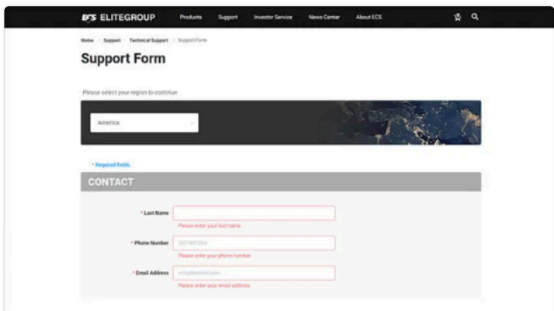 ECS ELITEGROUP Products Support Investor Service News Center About ECS
Home Support Technical Support Support Form
Support Form
Please select your region to continue
America
* Required fields
CONTACT
* Last Name
Please enter your last name
* Phone Number
Please enter your phone number
* Email Address
Please enter your email address